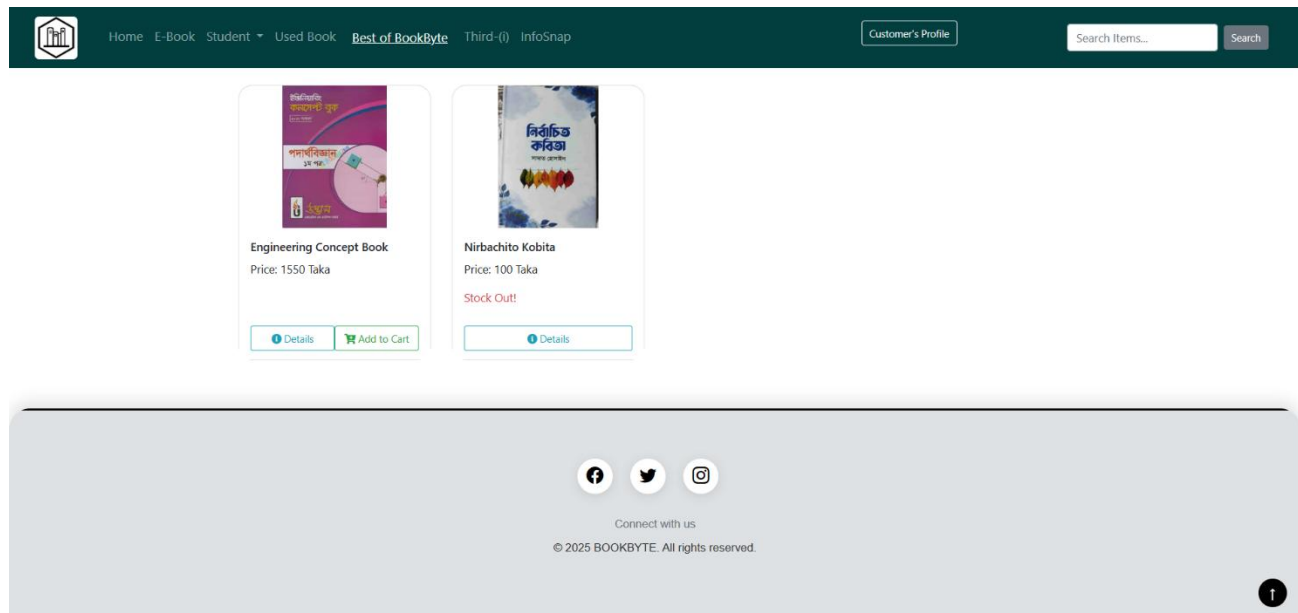 Home E-Book Student Used Book Best of BookByte Third-(i) InfoSnap
Customer's Profile
Search Items...
Search
ইঞ্জিনিয়ারিং
কনসেপ্ট বুক
পদার্থবিজ্ঞান
১ম পত্র
উদ্ভাস
Engineering Concept Book
Price: 1550 Taka
Details
Add to Cart
নির্বাচিত
কবিতা
Nirbachito Kobita
Price: 100 Taka
Stock Out!
Details
Connect with us
© 2025 BOOKBYTE. All rights reserved.